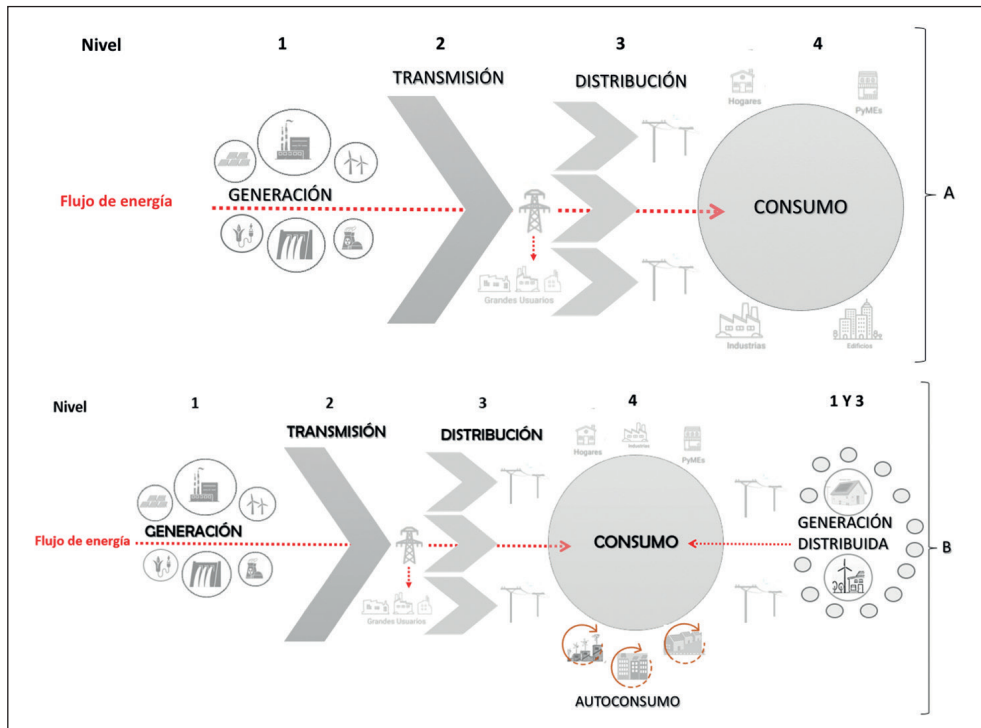 Nivel 1 2 3 4
TRANSMISIÓN DISTRIBUCIÓN
Hogares PyMEs
GENERACIÓN
Flujo de energía
CONSUMO
A
Grandes Usuarios
Industrias Edificios
Nivel 1 2 3 4 1 Y 3
TRANSMISIÓN DISTRIBUCIÓN
Hogares Industrias PyMEs
GENERACIÓN
Flujo de energía
CONSUMO
GENERACIÓN
DISTRIBUIDA
B
Grandes Usuarios
AUTOCONSUMO